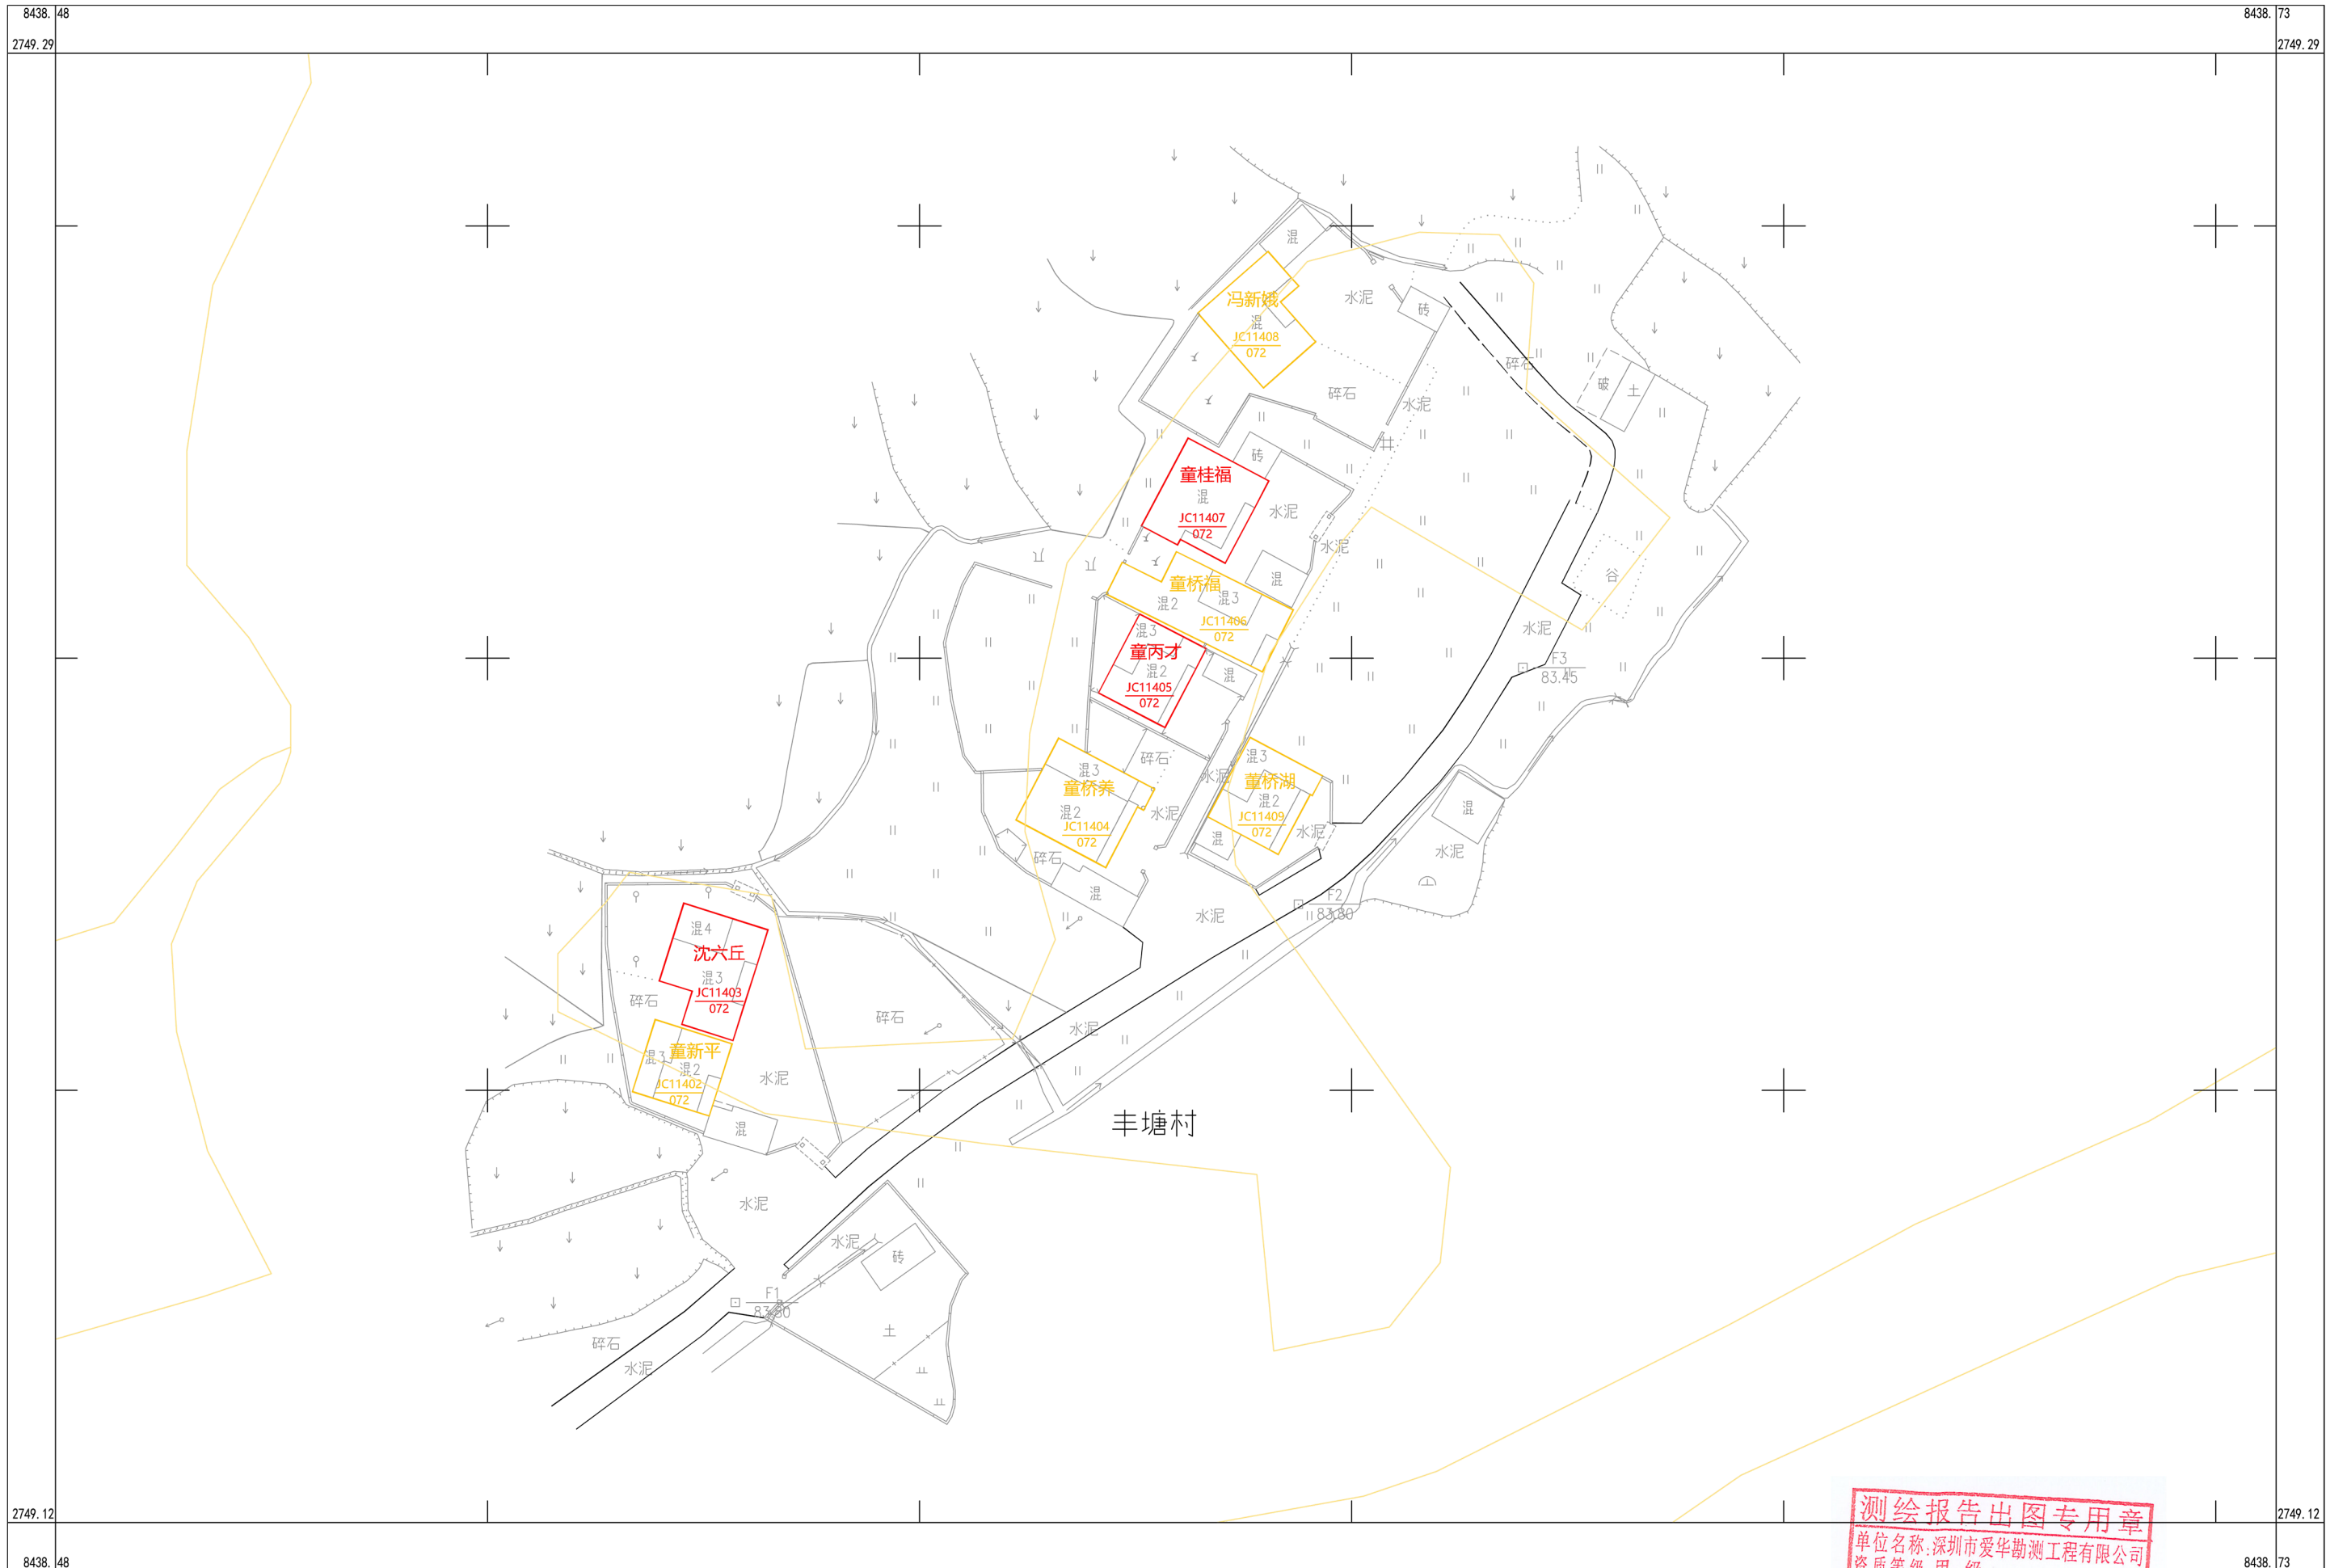 8438. 48
8438. 73
2749.29
2749.29
混
冯新娥
混
JC11408
072
水泥
砖
碎石
碎石
水泥
破
土
井
童桂福
砖
混
JC11407
072
水泥
水泥
谷
童桥福
混2
混3
混
JC11406
072
水泥
混3
童丙才
混2
JC11405
072
混
F3
83.45
碎石
水泥
混3
童桥养
混2
JC11404
072
水泥
混3
董桥湖
混2
JC11409
072
混
水泥
混
水泥
碎石
混
水泥
F2
83.80
混4
沈六丘
混3
JC11403
072
碎石
碎石
水泥
混3
童新平
混2
JC11402
072
水泥
混
丰塘村
水泥
水泥
砖
F1
83.80
土
碎石
水泥
测绘报告出图专用章
单位名称:深圳市爱华勘测工程有限公司
2749.12
2749.12
8438. 48
8438. 73